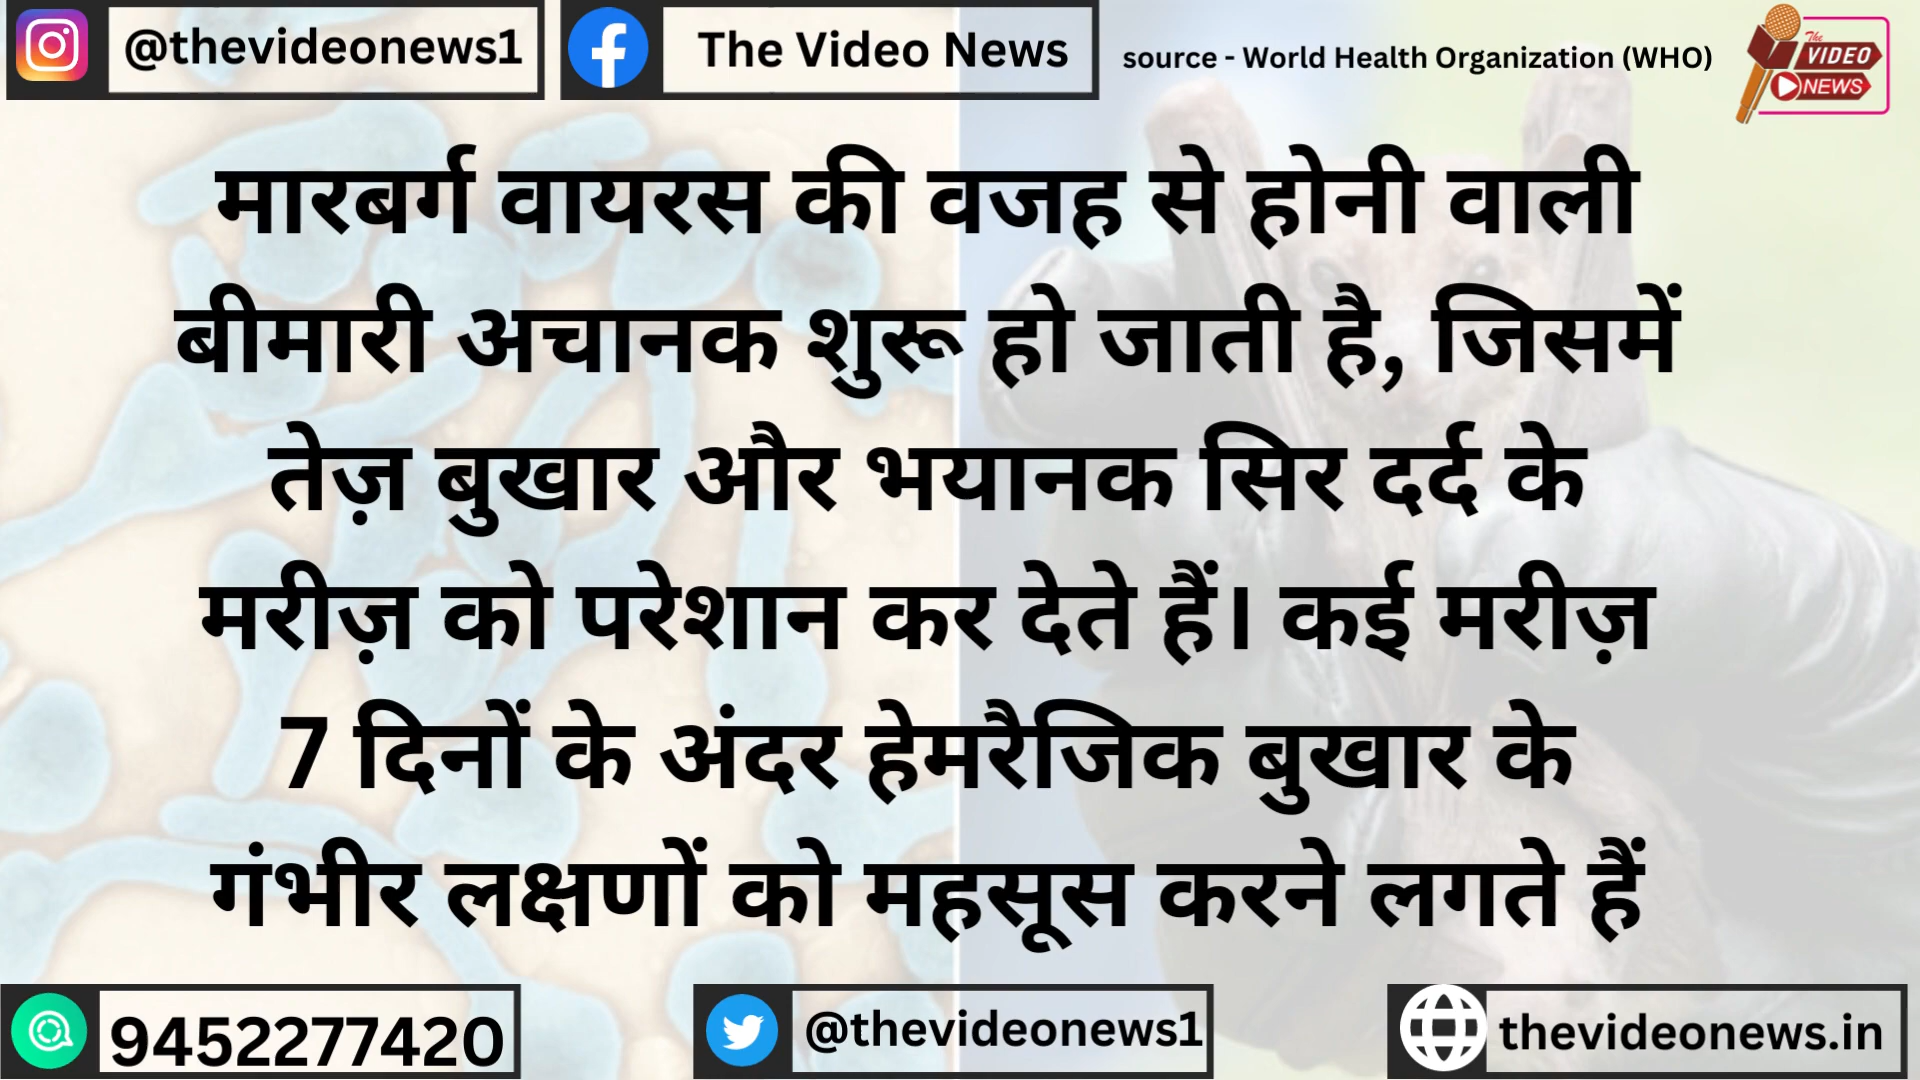 @thevideonews1
The Video News
source - World Health Organization (WHO)
The
VIDEO
NEWS
मारबर्ग वायरस की वजह से होनी वाली
बीमारी अचानक शुरू हो जाती है, जिसमें
तेज़ बुखार और भयानक सिर दर्द के
मरीज़ को परेशान कर देते हैं। कई मरीज़
7 दिनों के अंदर हेमरैजिक बुखार के
गंभीर लक्षणों को महसूस करने लगते हैं
9452277420
@thevideonews1
thevideonews.in